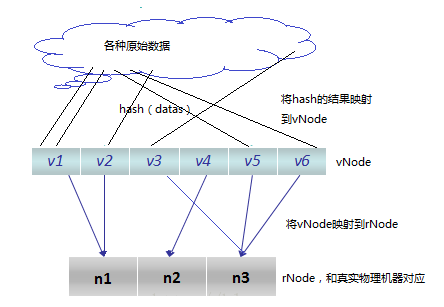 各种原始数据
hash（datas）
将hash的结果映射
到vNode
v1 v2 v3 v4 v5 v6 vNode
将vNode映射到rNode
n1 n2 n3 rNode，和真实物理机器对应